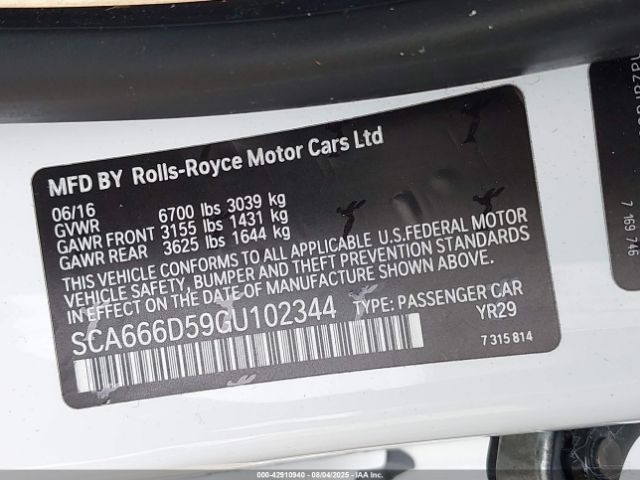 MFD BY Rolls-Royce Motor Cars Ltd
06/16
GVWR 6700 lbs 3039 kg
GAWR FRONT 3155 lbs 1431 kg
GAWR REAR 3625 lbs 1644 kg
THIS VEHICLE CONFORMS TO ALL APPLICABLE U.S.FEDERAL MOTOR
VEHICLE SAFETY, BUMPER AND THEFT PREVENTION STANDARDS
IN EFFECT ON THE DATE OF MANUFACTURE SHOWN ABOVE.
SCA666D59GU102344 TYPE: PASSENGER CAR
YR29
7 315 814
7 169 746
000-42910940 - 08/04/2025 - IAA Inc.